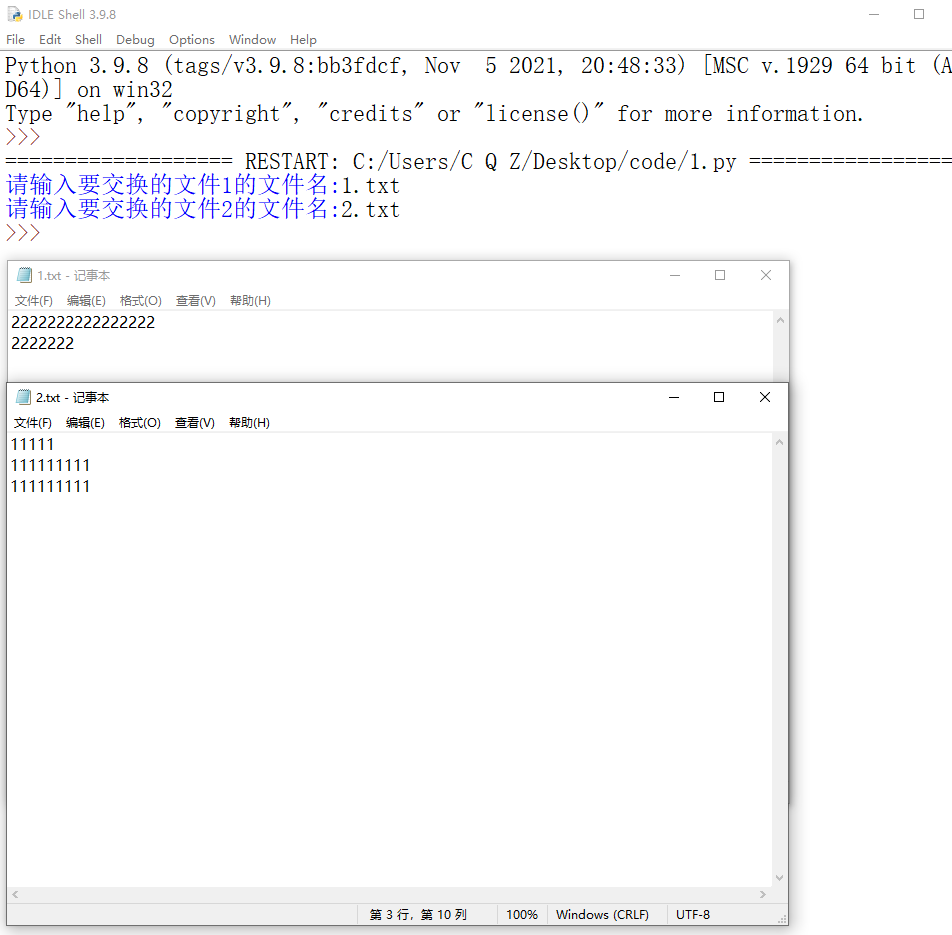 IDLE Shell 3.9.8
File Edit Shell Debug Options Window Help
Python 3.9.8 (tags/v3.9.8:bb3fdcf, Nov  5 2021, 20:48:33) [MSC v.1929 64 bit (A
D64)] on win32
Type "help", "copyright", "credits" or "license()" for more information.
>>>
=================== RESTART: C:/Users/C Q Z/Desktop/code/1.py =================
请输入要交换的文件1的文件名:1.txt
请输入要交换的文件2的文件名:2.txt
>>>
1.txt - 记事本
文件(F) 编辑(E) 格式(O) 查看(V) 帮助(H)
2222222222222222
2222222
2.txt - 记事本
文件(F) 编辑(E) 格式(O) 查看(V) 帮助(H)
11111
111111111
111111111
第 3 行，第 10 列 100% Windows (CRLF) UTF-8